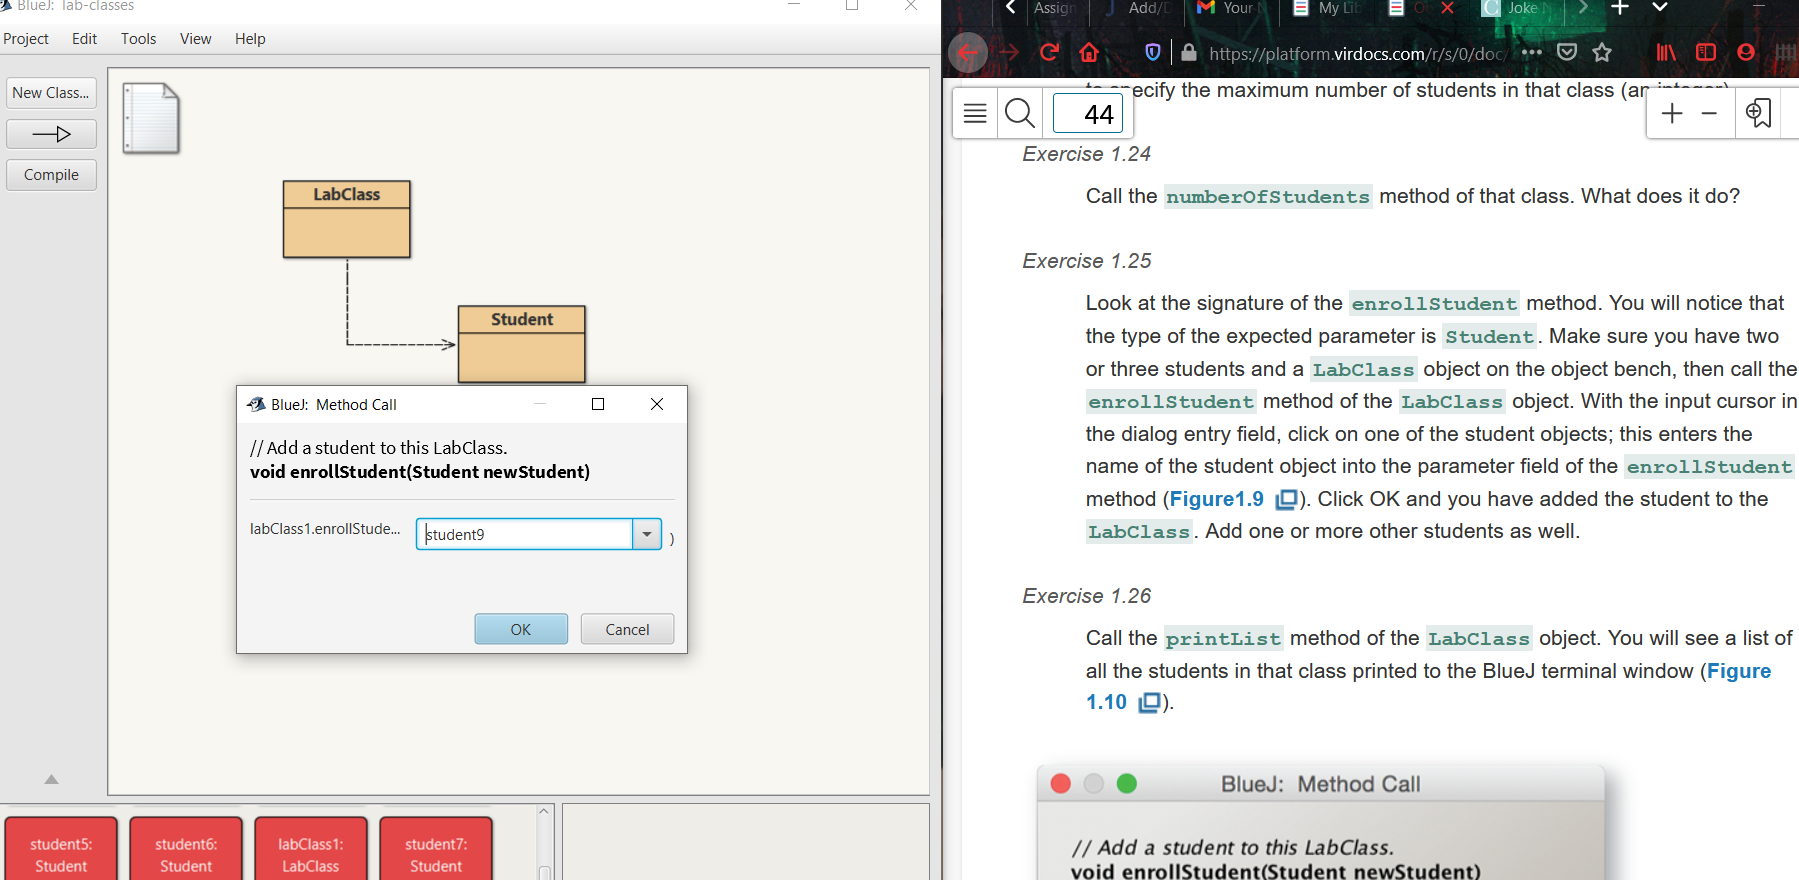 BlueJ: lab-classes
Project Edit Tools View Help
New Class...
Compile
LabClass
Student
BlueJ: Method Call
// Add a student to this LabClass.
void enrollStudent(Student newStudent)
labClass1.enrollStude...
student9
)
OK Cancel
student5:
Student
student6:
Student
labClass1:
LabClass
student7:
Student
Assign
Add/D
Your
My Lib
Joke
https://platform.virdocs.com/r/s/0/doc/
44
to specify the maximum number of students in that class (an integer)
Exercise 1.24
Call the numberOfStudents method of that class. What does it do?
Exercise 1.25
Look at the signature of the enrollStudent method. You will notice that
the type of the expected parameter is Student. Make sure you have two
or three students and a LabClass object on the object bench, then call the
enrollStudent method of the LabClass object. With the input cursor in
the dialog entry field, click on one of the student objects; this enters the
name of the student object into the parameter field of the enrollStudent
method (Figure1.9 ). Click OK and you have added the student to the
LabClass. Add one or more other students as well.
Exercise 1.26
Call the printList method of the LabClass object. You will see a list of
all the students in that class printed to the BlueJ terminal window (Figure
1.10 ).
BlueJ: Method Call
// Add a student to this LabClass.
void enrollStudent(Student newStudent)